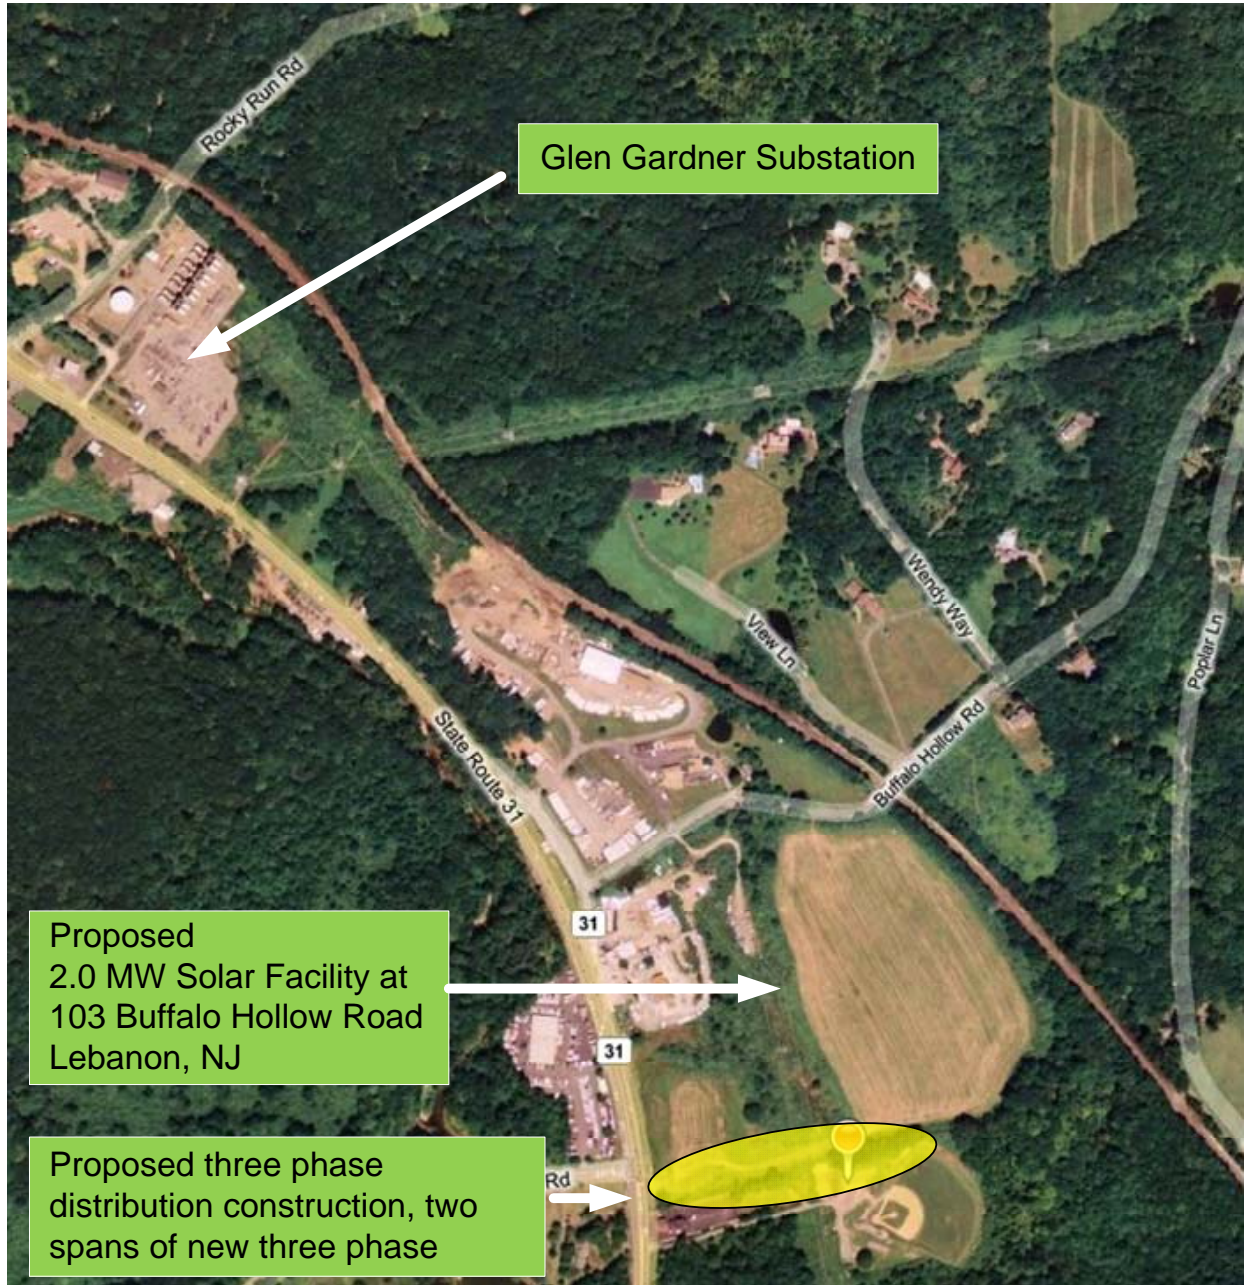 Rocky Run Rd
Glen Gardner Substation
Wendy Way
View Ln
Poplar Ln
Buffalo Hollow Rd
State Route 31
31
Proposed
2.0 MW Solar Facility at
103 Buffalo Hollow Road
Lebanon, NJ
31
Proposed three phase
distribution construction, two
spans of new three phase
Rd